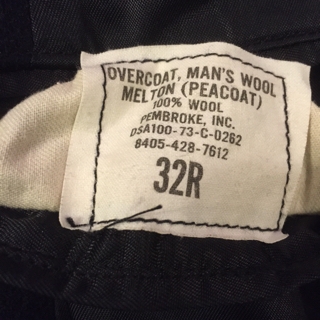 OVERCOAT, MAN'S WOOL
MELTON (PEACOAT)
100% WOOL
PEMBROKE, INC.
DSA100-73-C-0262
8405-428-7612
32R